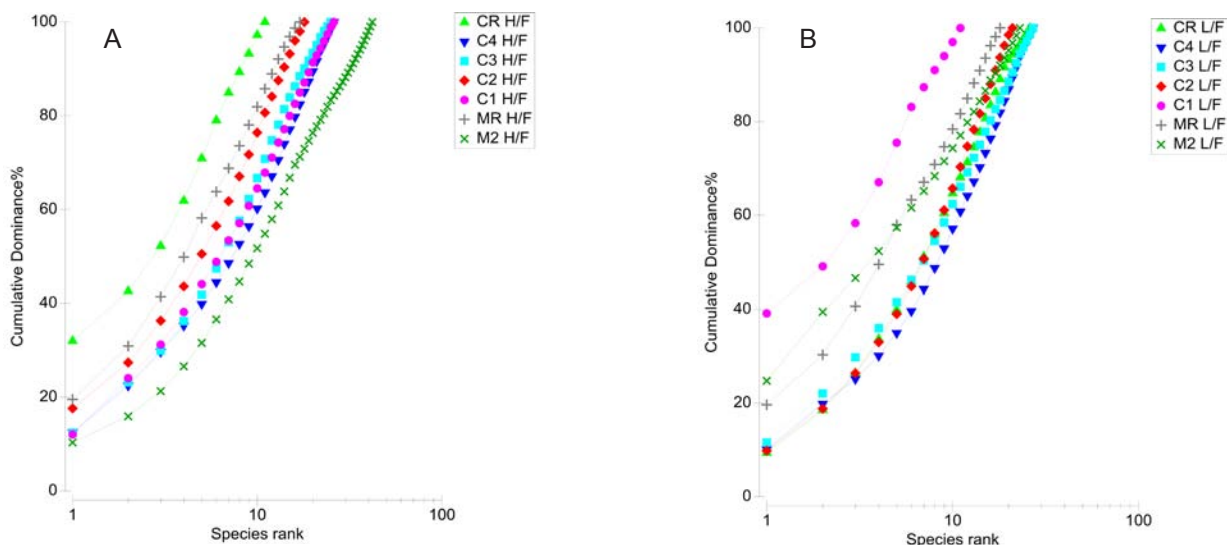 A
Cumulative Dominance%
100
80
60
40
20
0
1
10
100
Species rank
CR H/F
C4 H/F
C3 H/F
C2 H/F
C1 H/F
MR H/F
M2 H/F
B
Cumulative Dominance%
100
80
60
40
20
0
1
10
100
Species rank
CR L/F
C4 L/F
C3 L/F
C2 L/F
C1 L/F
MR L/F
M2 L/F